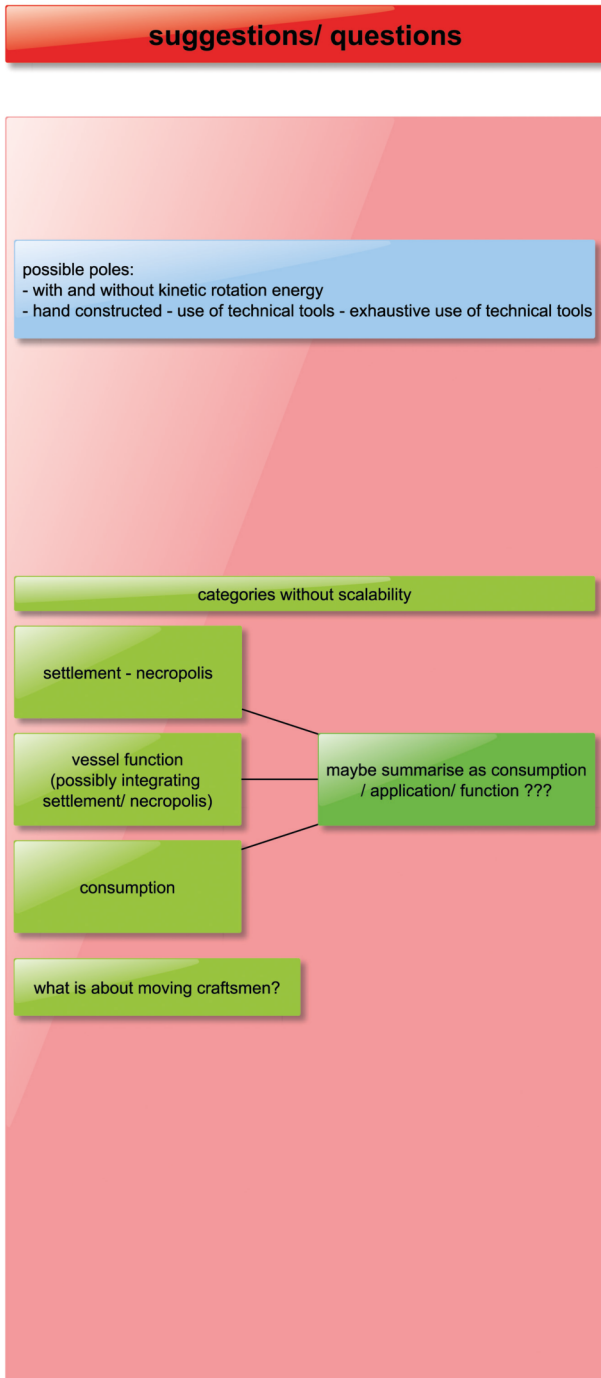 suggestions/ questions
possible poles:
- with and without kinetic rotation energy
- hand constructed - use of technical tools - exhaustive use of technical tools
categories without scalability
settlement - necropolis
vessel function
(possibly integrating
settlement/ necropolis)
maybe summarise as consumption
/ application/ function ???
consumption
what is about moving craftsmen?